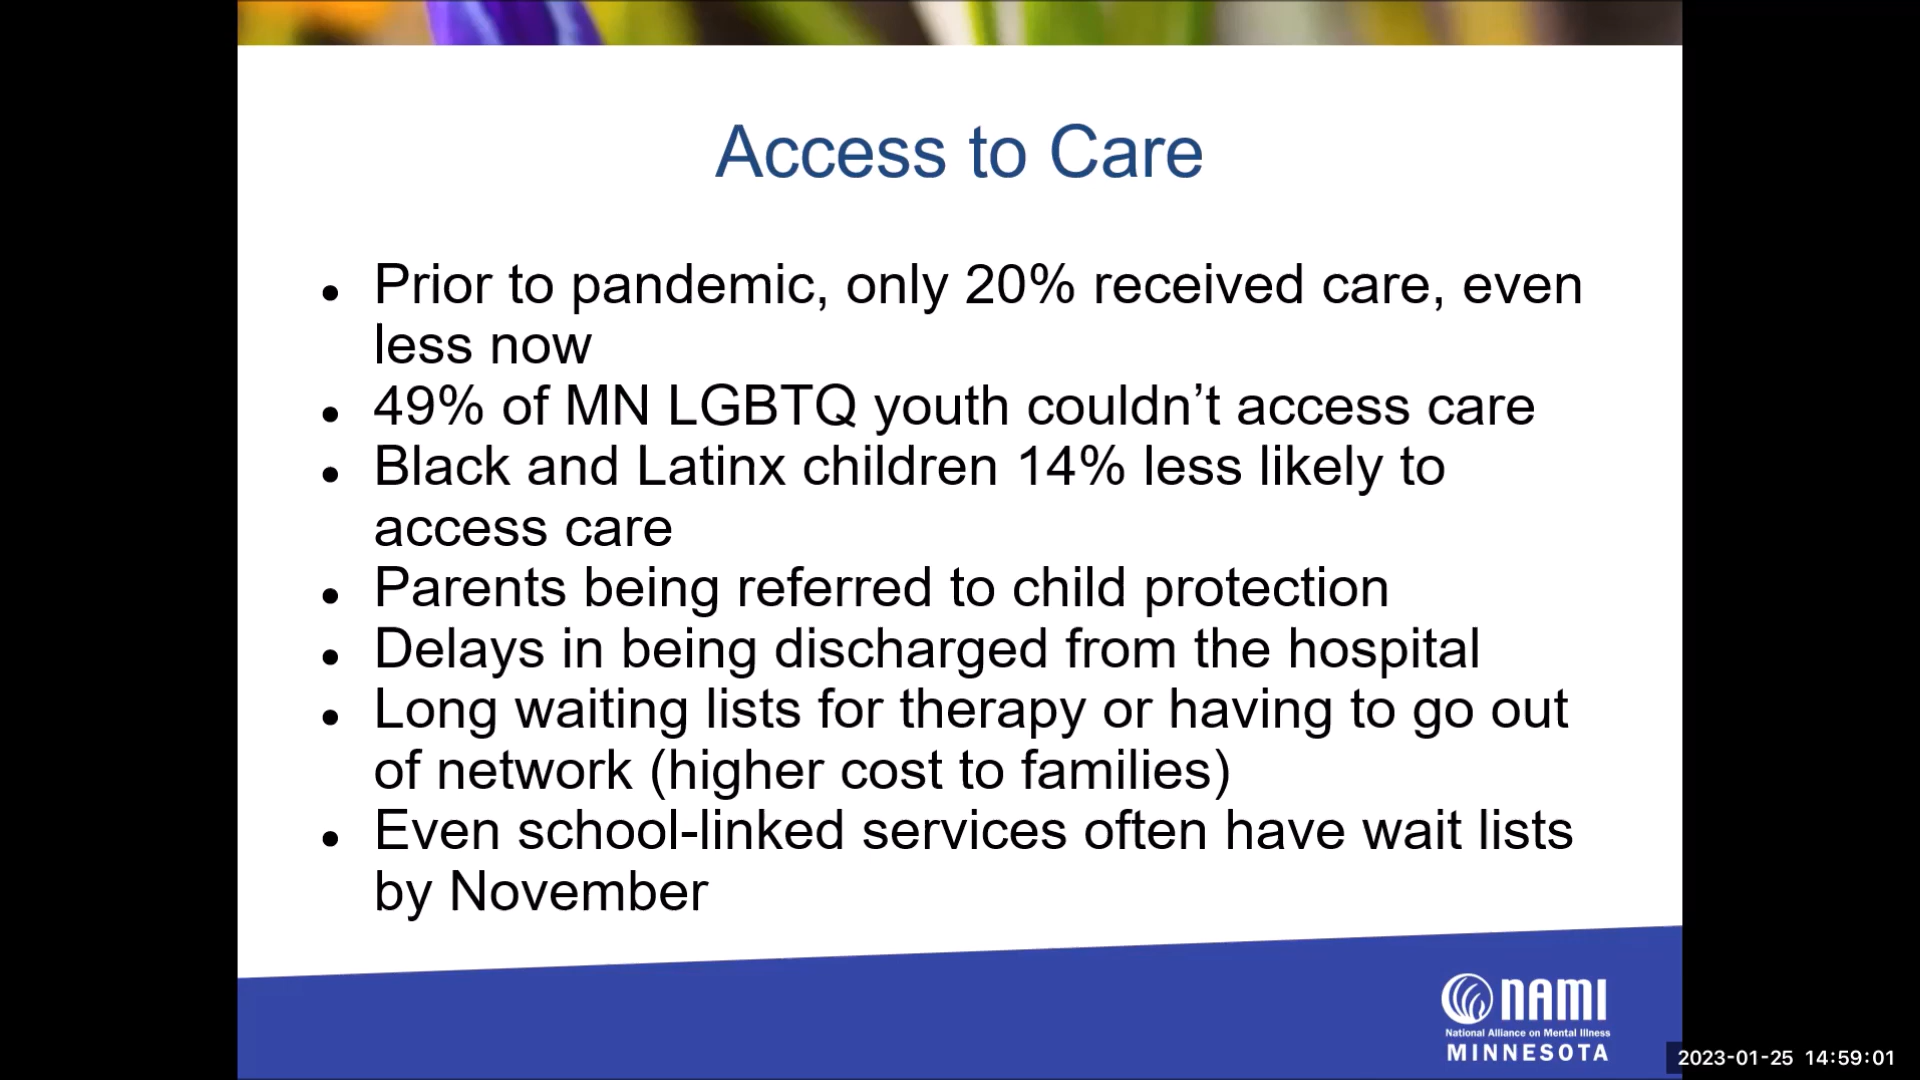 Access to Care
• Prior to pandemic, only 20% received care, even
less now
• 49% of MN LGBTQ youth couldn’t access care
• Black and Latinx children 14% less likely to
access care
• Parents being referred to child protection
• Delays in being discharged from the hospital
• Long waiting lists for therapy or having to go out
of network (higher cost to families)
• Even school-linked services often have wait lists
by November
NAMI
National Alliance on Mental Illness
MINNESOTA
2023-01-25 14:59:01